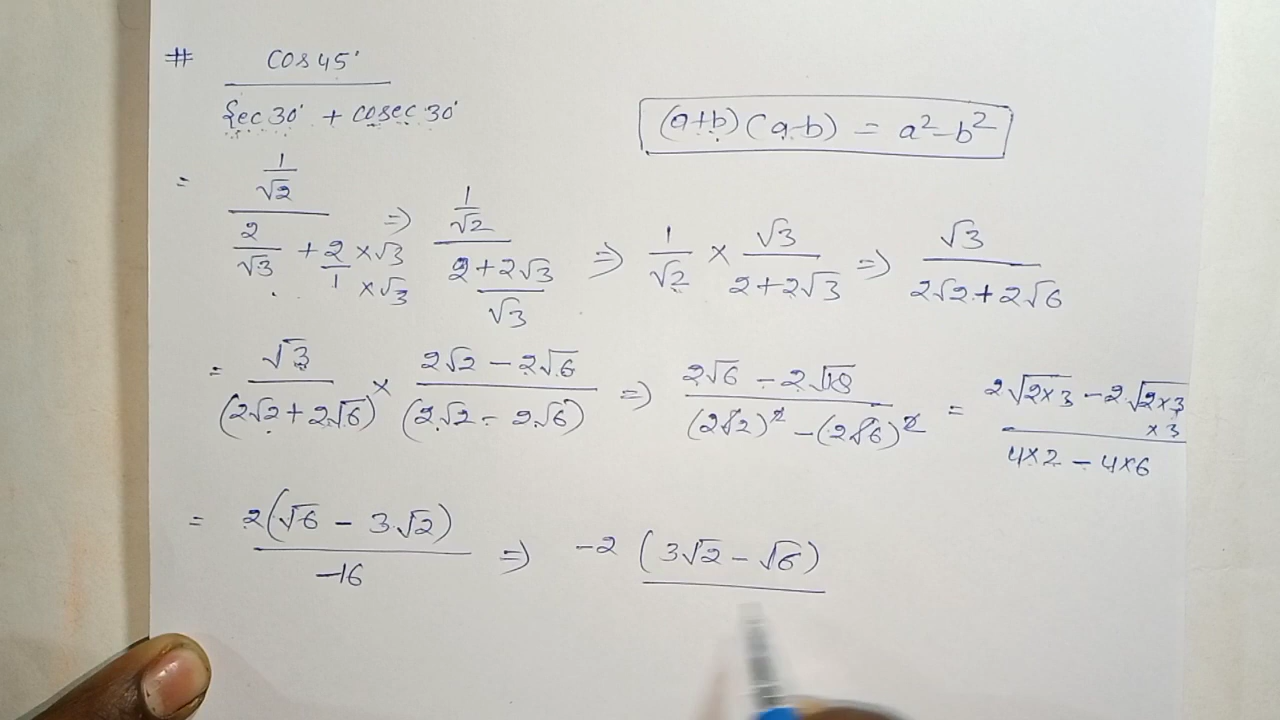 # cos 45° / (Sec 30° + cosec 30°)
(a+b)(a-b) = a²-b²
= (1/√2) / (2/√3 + 2/1 ×√3/×√3) => (1/√2) / ((2+2√3)/√3) => 1/√2 × √3/(2+2√3) => √3/(2√2+2√6)
= √3/(2√2+2√6) × (2√2-2√6)/(2√2-2√6) => (2√6-2√18)/((2√2)²-(2√6)²) = (2√(2×3)-2√(2×3×3))/(4×2-4×6)
= 2(√6-3√2)/-16 => -2(3√2-√6)